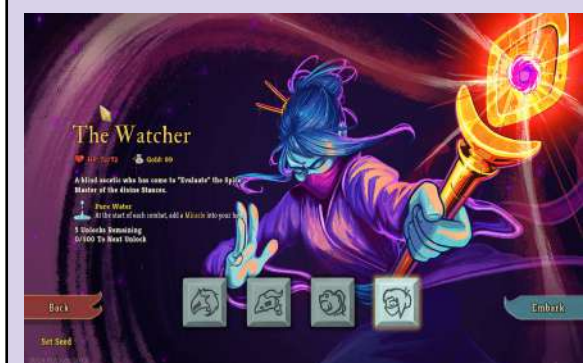 The Watcher
HP: 72/72 Gold: 99
A blind ascetic who has come to "Evaluate" the Spire.
Master of the divine Stances.
Pure Water
At the start of each combat, add a Miracle into your
5 Unlocks Remaining
0/500 To Next Unlock
Back
Embark
Set Seed